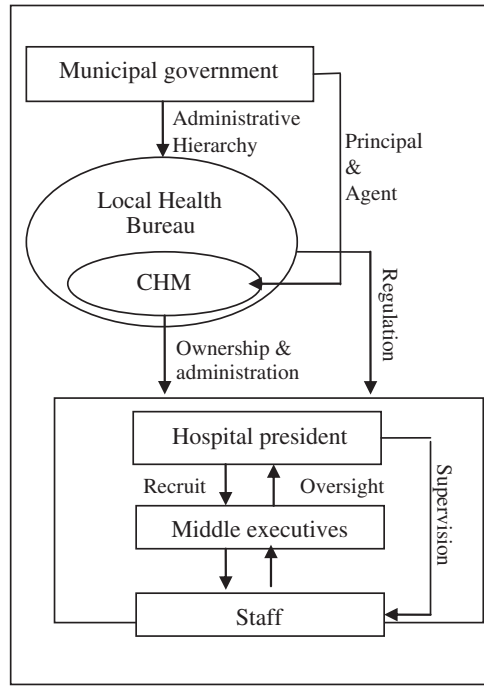 Municipal government
Administrative
Hierarchy
Principal
&
Agent
Local Health
Bureau
CHM
Regulation
Ownership &
administration
Hospital president
Recruit
Oversight
Supervision
Middle executives
Staff